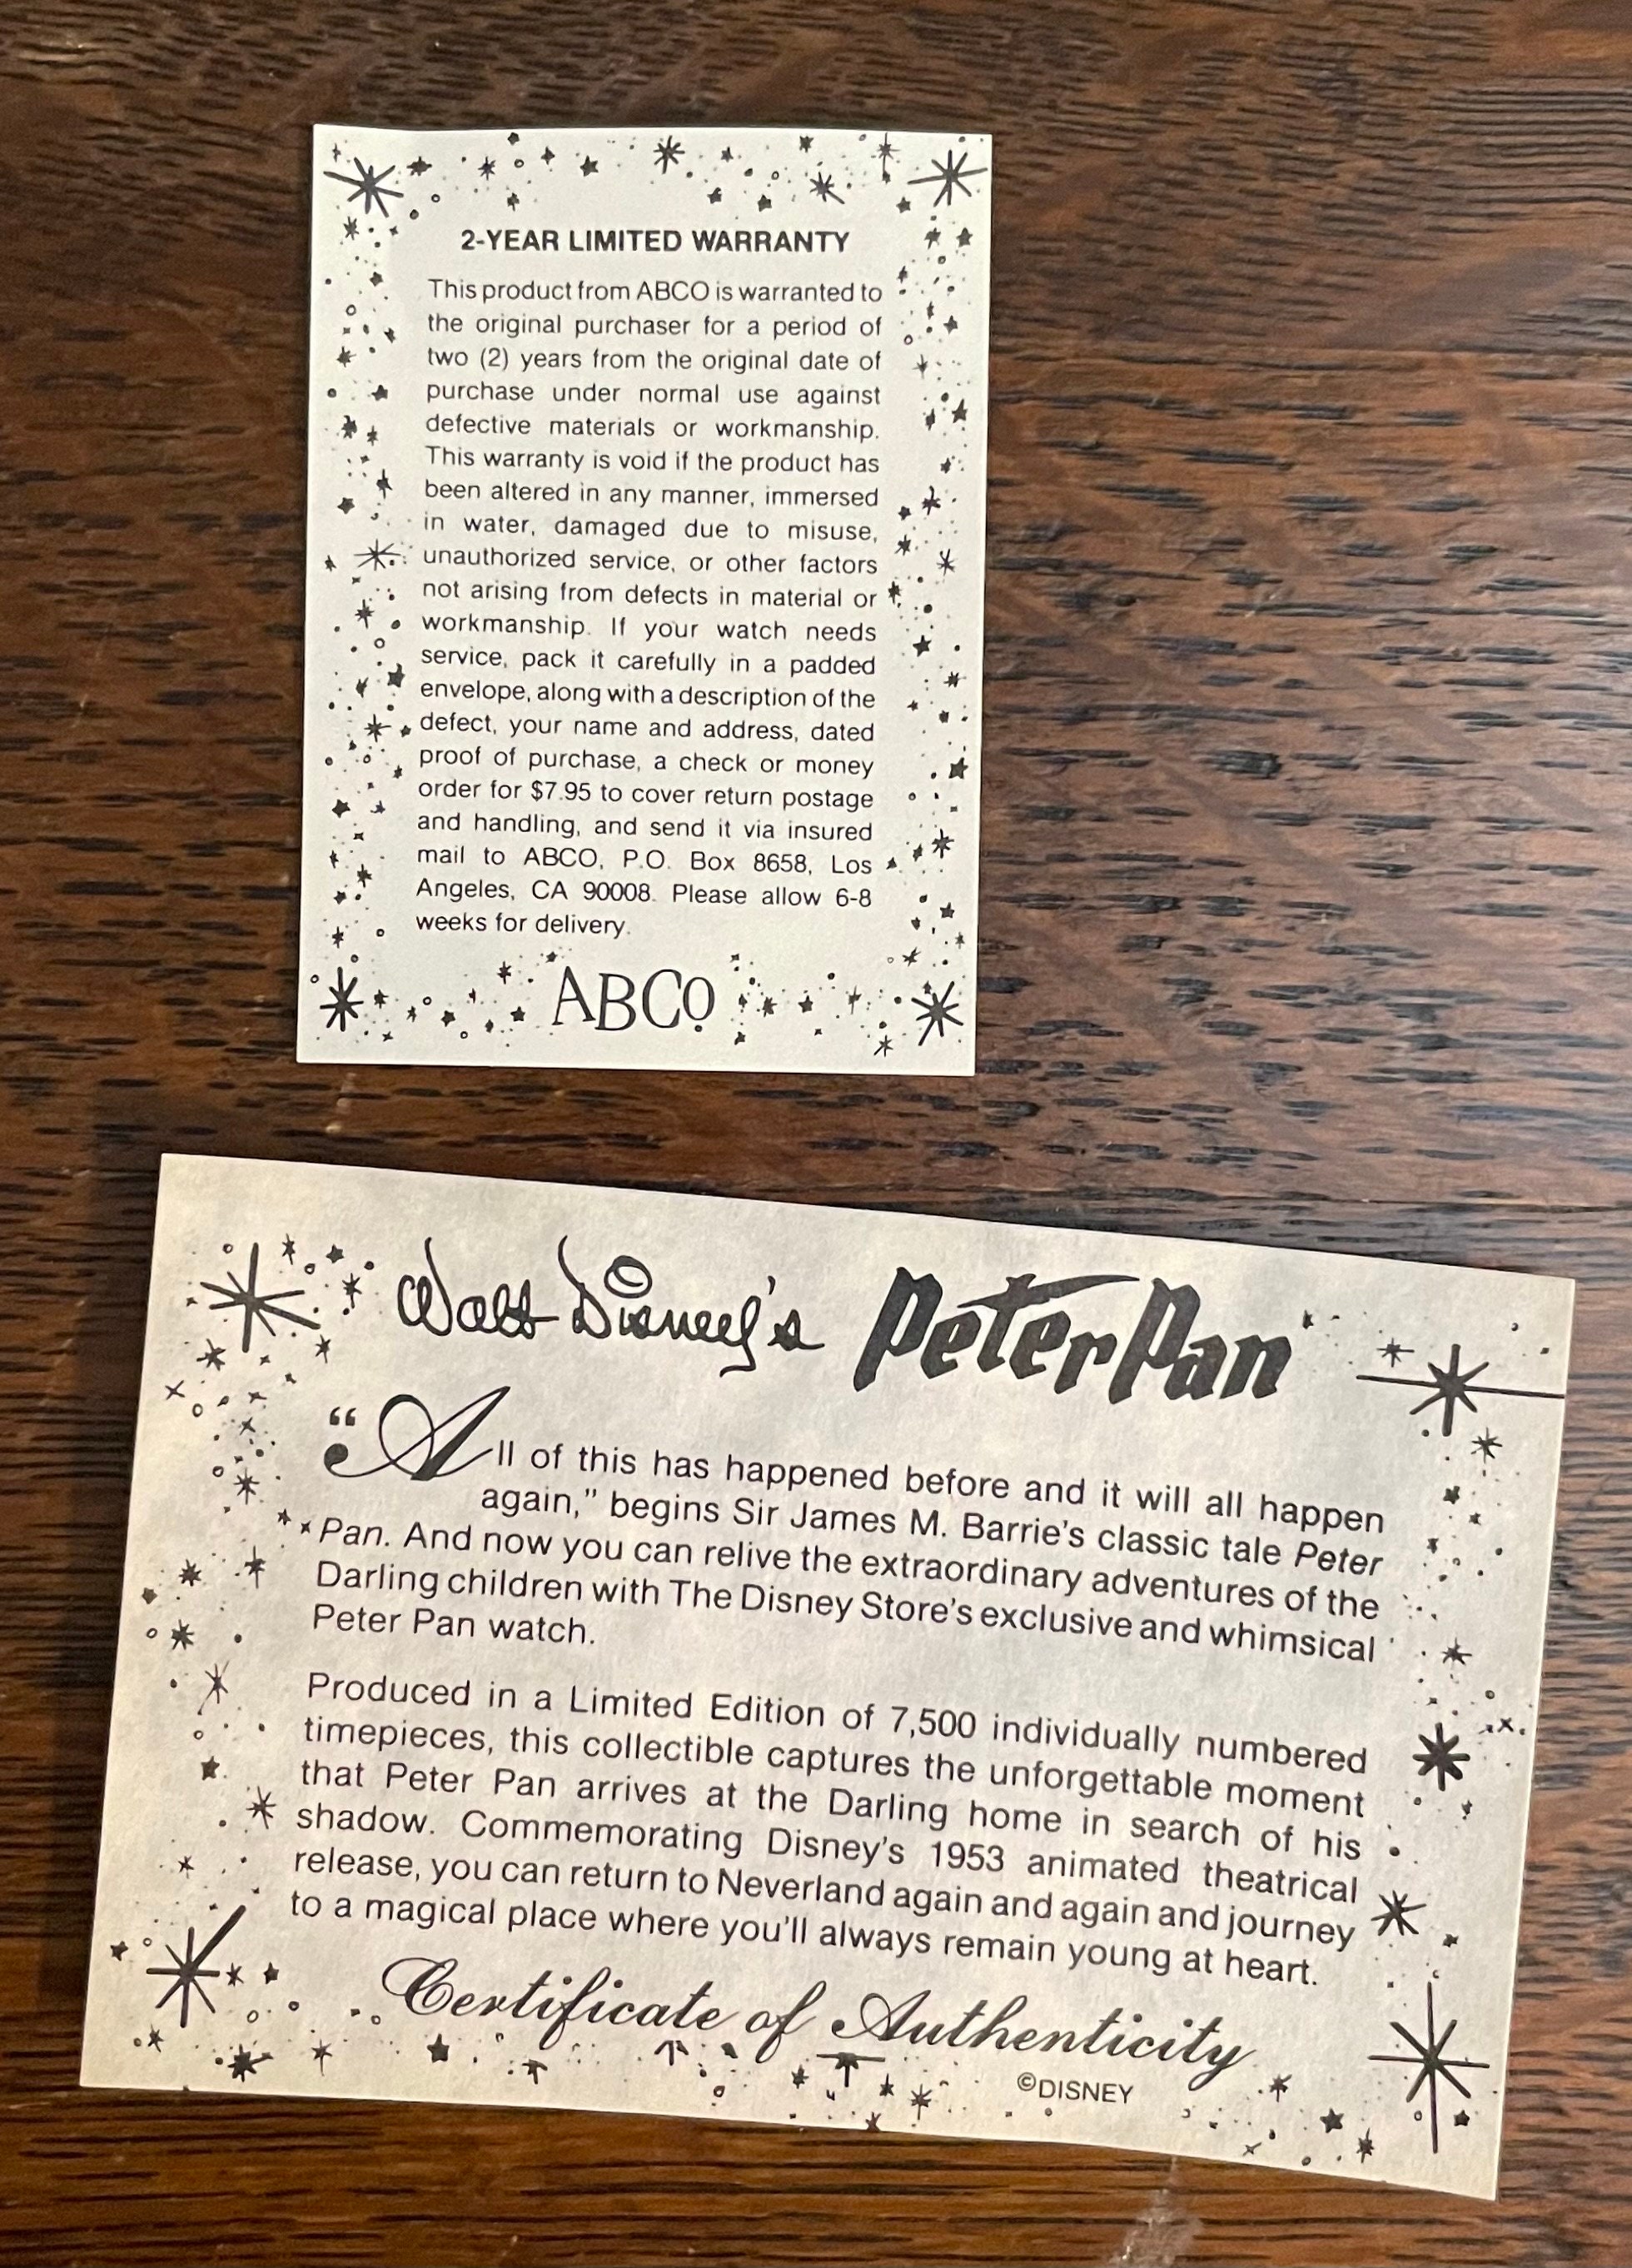 2-YEAR LIMITED WARRANTY
This product from ABCO is warranted to
the original purchaser for a period of
two (2) years from the original date of
purchase under normal use against
defective materials or workmanship.
This warranty is void if the product has
been altered in any manner, immersed
in water, damaged due to misuse,
unauthorized service, or other factors
not arising from defects in material or
workmanship. If your watch needs
service, pack it carefully in a padded
envelope, along with a description of the
defect, your name and address, dated
proof of purchase, a check or money
order for $7.95 to cover return postage
and handling, and send it via insured
mail to ABCO, P.O. Box 8658, Los
Angeles, CA 90008. Please allow 6-8
weeks for delivery.
ABCo
Walt Disney's Peter Pan
“All of this has happened before and it will all happen
again,” begins Sir James M. Barrie's classic tale Peter
Pan. And now you can relive the extraordinary adventures of the
Darling children with The Disney Store's exclusive and whimsical
Peter Pan watch.
Produced in a Limited Edition of 7,500 individually numbered
timepieces, this collectible captures the unforgettable moment
that Peter Pan arrives at the Darling home in search of his
shadow. Commemorating Disney's 1953 animated theatrical
release, you can return to Neverland again and again and journey
to a magical place where you'll always remain young at heart.
Certificate of Authenticity
©DISNEY